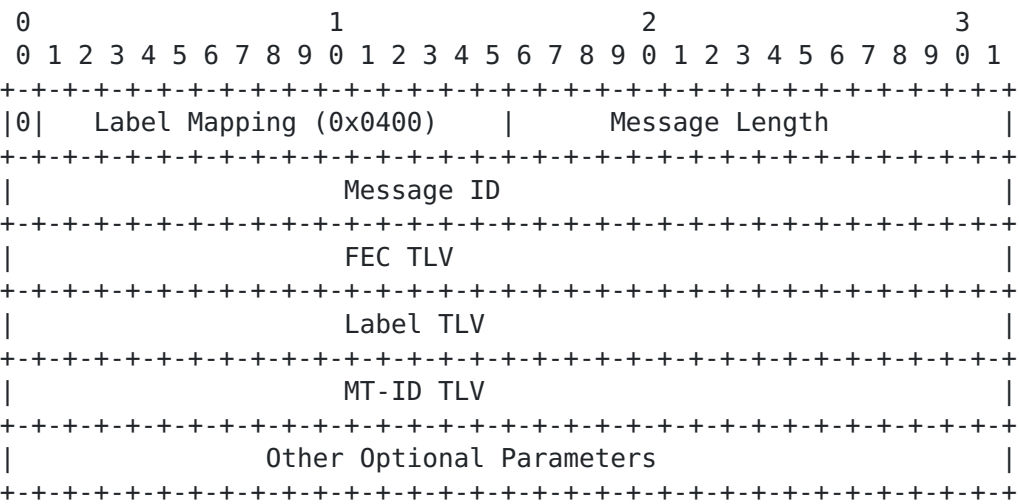 0                   1                   2                   3
 0 1 2 3 4 5 6 7 8 9 0 1 2 3 4 5 6 7 8 9 0 1 2 3 4 5 6 7 8 9 0 1
+-+-+-+-+-+-+-+-+-+-+-+-+-+-+-+-+-+-+-+-+-+-+-+-+-+-+-+-+-+-+-+-+
|0|   Label Mapping (0x0400)    |      Message Length           |
+-+-+-+-+-+-+-+-+-+-+-+-+-+-+-+-+-+-+-+-+-+-+-+-+-+-+-+-+-+-+-+-+
|                     Message ID                                |
+-+-+-+-+-+-+-+-+-+-+-+-+-+-+-+-+-+-+-+-+-+-+-+-+-+-+-+-+-+-+-+-+
|                     FEC TLV                                   |
+-+-+-+-+-+-+-+-+-+-+-+-+-+-+-+-+-+-+-+-+-+-+-+-+-+-+-+-+-+-+-+-+
|                     Label TLV                                 |
+-+-+-+-+-+-+-+-+-+-+-+-+-+-+-+-+-+-+-+-+-+-+-+-+-+-+-+-+-+-+-+-+
|                     MT-ID TLV                                 |
+-+-+-+-+-+-+-+-+-+-+-+-+-+-+-+-+-+-+-+-+-+-+-+-+-+-+-+-+-+-+-+-+
|                Other Optional Parameters                      |
+-+-+-+-+-+-+-+-+-+-+-+-+-+-+-+-+-+-+-+-+-+-+-+-+-+-+-+-+-+-+-+-+